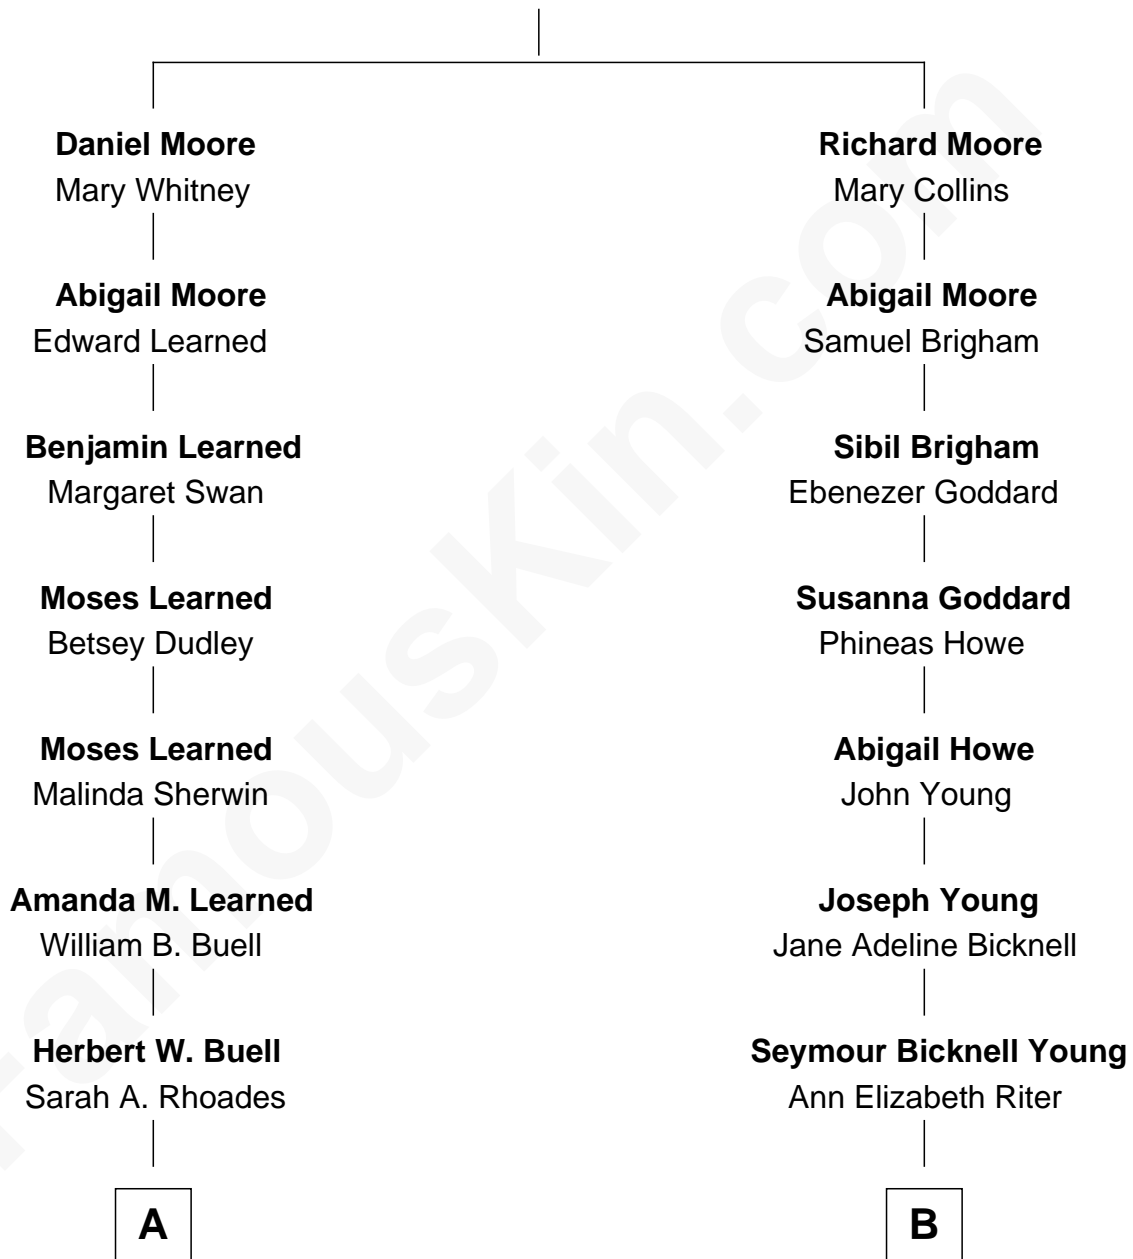 Daniel Moore
Mary Whitney
Richard Moore
Mary Collins
Abigail Moore
Edward Learned
Abigail Moore
Samuel Brigham
Benjamin Learned
Margaret Swan
Sibil Brigham
Ebenezer Goddard
Moses Learned
Betsey Dudley
Susanna Goddard
Phineas Howe
Moses Learned
Malinda Sherwin
Abigail Howe
John Young
Amanda M. Learned
William B. Buell
Joseph Young
Jane Adeline Bicknell
Herbert W. Buell
Sarah A. Rhoades
Seymour Bicknell Young
Ann Elizabeth Riter
A
B
FamousKin.com